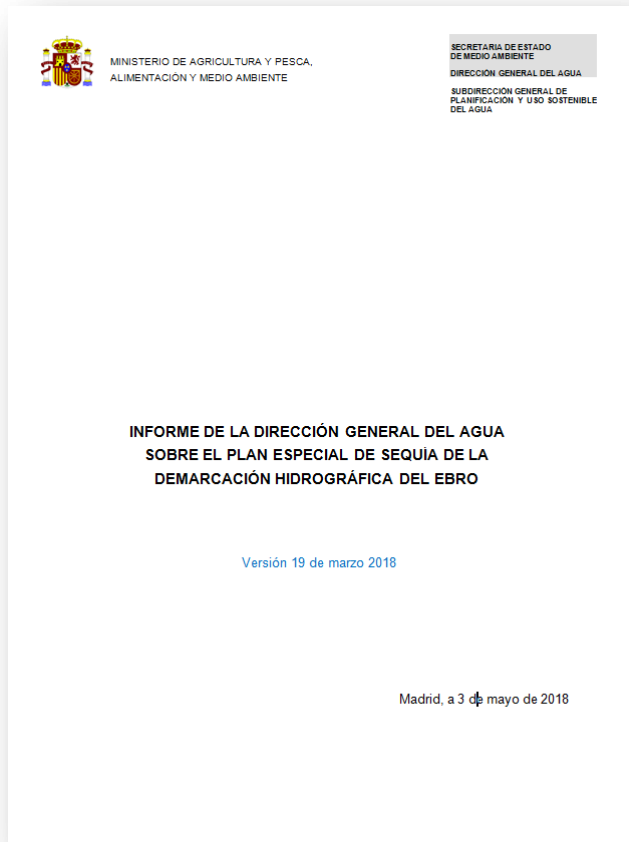 MINISTERIO DE AGRICULTURA Y PESCA,
ALIMENTACIÓN Y MEDIO AMBIENTE
SECRETARIA DE ESTADO
DE MEDIO AMBIENTE
DIRECCIÓN GENERAL DEL AGUA
SUBDIRECCIÓN GENERAL DE
PLANIFICACIÓN Y USO SOSTENIBLE
DEL AGUA
INFORME DE LA DIRECCIÓN GENERAL DEL AGUA
SOBRE EL PLAN ESPECIAL DE SEQUÍA DE LA
DEMARCACIÓN HIDROGRÁFICA DEL EBRO
Versión 19 de marzo 2018
Madrid, a 3 de mayo de 2018